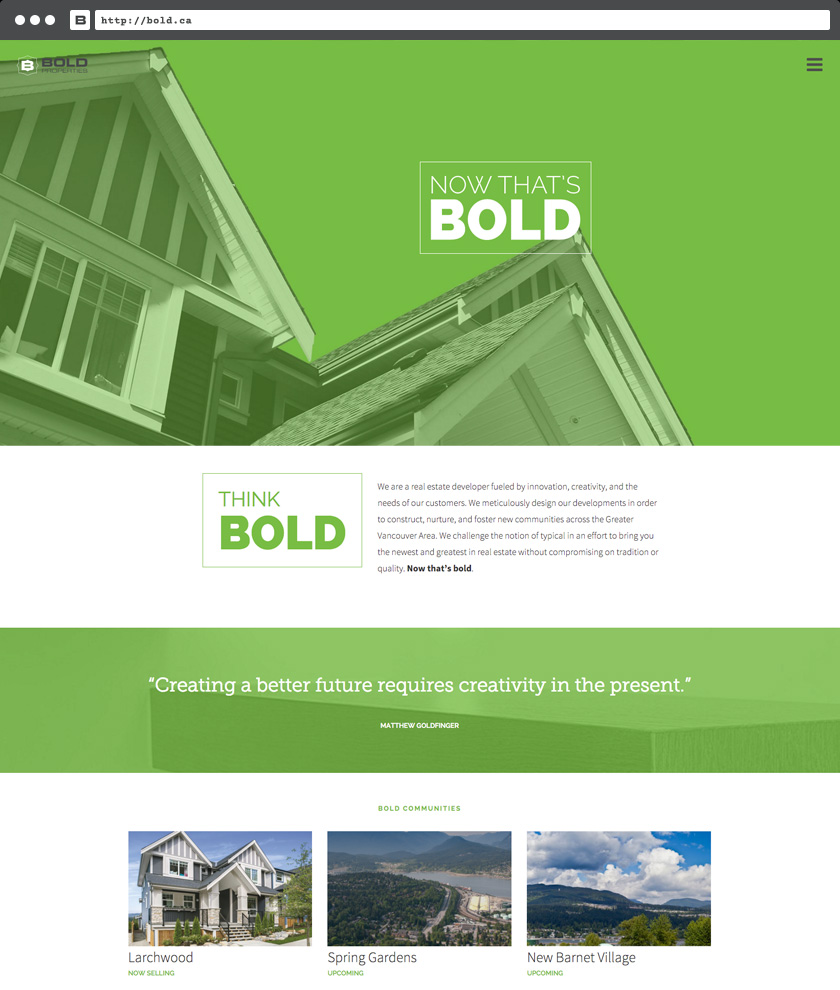 B http://bold.ca
B BOLD
PROPERTIES
NOW THAT'S
BOLD
THINK
BOLD
We are a real estate developer fueled by innovation, creativity, and the
needs of our customers. We meticulously design our developments in order
to construct, nurture, and foster new communities across the Greater
Vancouver Area. We challenge the notion of typical in an effort to bring you
the newest and greatest in real estate without compromising on tradition or
quality. Now that's bold.
“Creating a better future requires creativity in the present.”
MATTHEW GOLDFINGER
BOLD COMMUNITIES
Larchwood
NOW SELLING
Spring Gardens
UPCOMING
New Barnet Village
UPCOMING